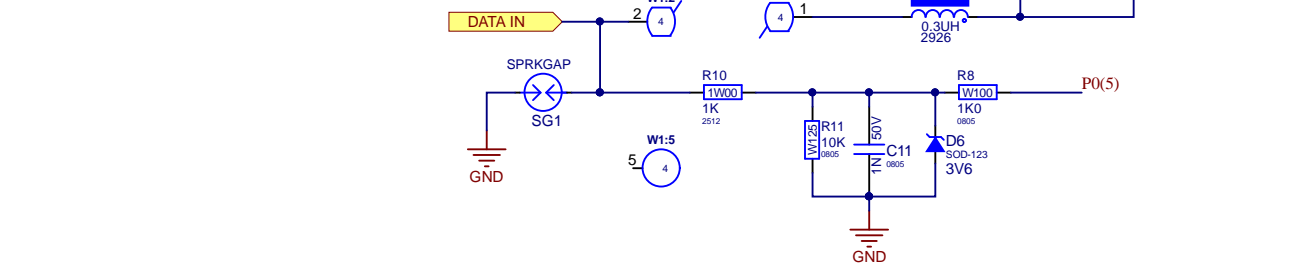 DATA IN
2
4
4
1
0.3UH
2926
SPRKGAP
SG1
GND
R10
1W00
1K
2512
W1:5
5
4
R11
W125
10K
0805
50V
C11
0805
1N
D6
SOD-123
3V6
R8
W100
1K0
0805
P0(5)
GND